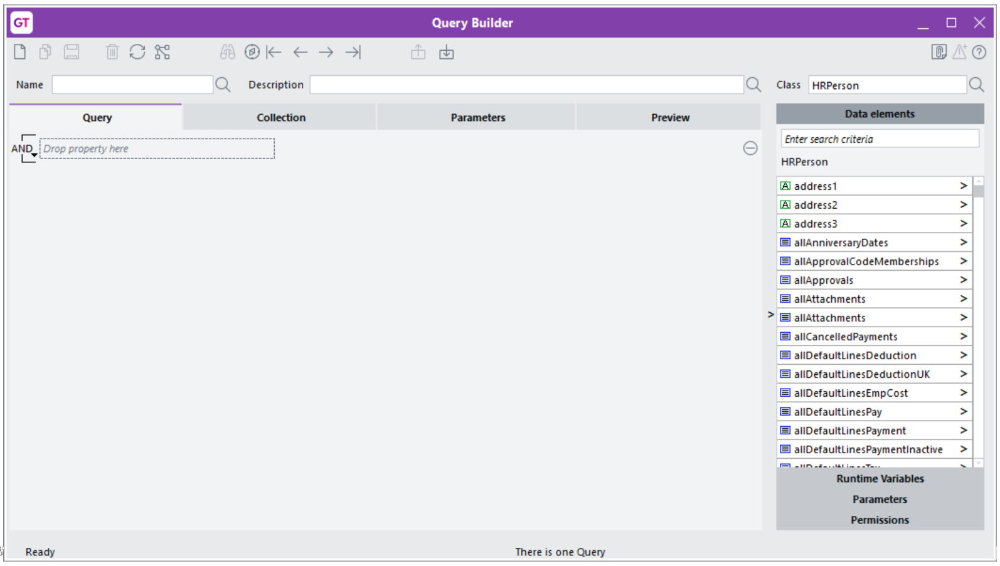 GT
Query Builder
Name
Description
Class HRPerson
Query Collection Parameters Preview
AND Drop property here
Data elements
Enter search criteria
HRPerson
A address1 >
A address2 >
A address3 >
allAnniversaryDates >
allApprovalCodeMemberships >
allApprovals >
allAttachments >
> allAttachments >
allCancelledPayments >
allDefaultLinesDeduction >
allDefaultLinesDeductionUK >
allDefaultLinesEmpCost >
allDefaultLinesPay >
allDefaultLinesPayment >
allDefaultLinesPaymentInactive >
Runtime Variables
Parameters
Permissions
Ready
There is one Query